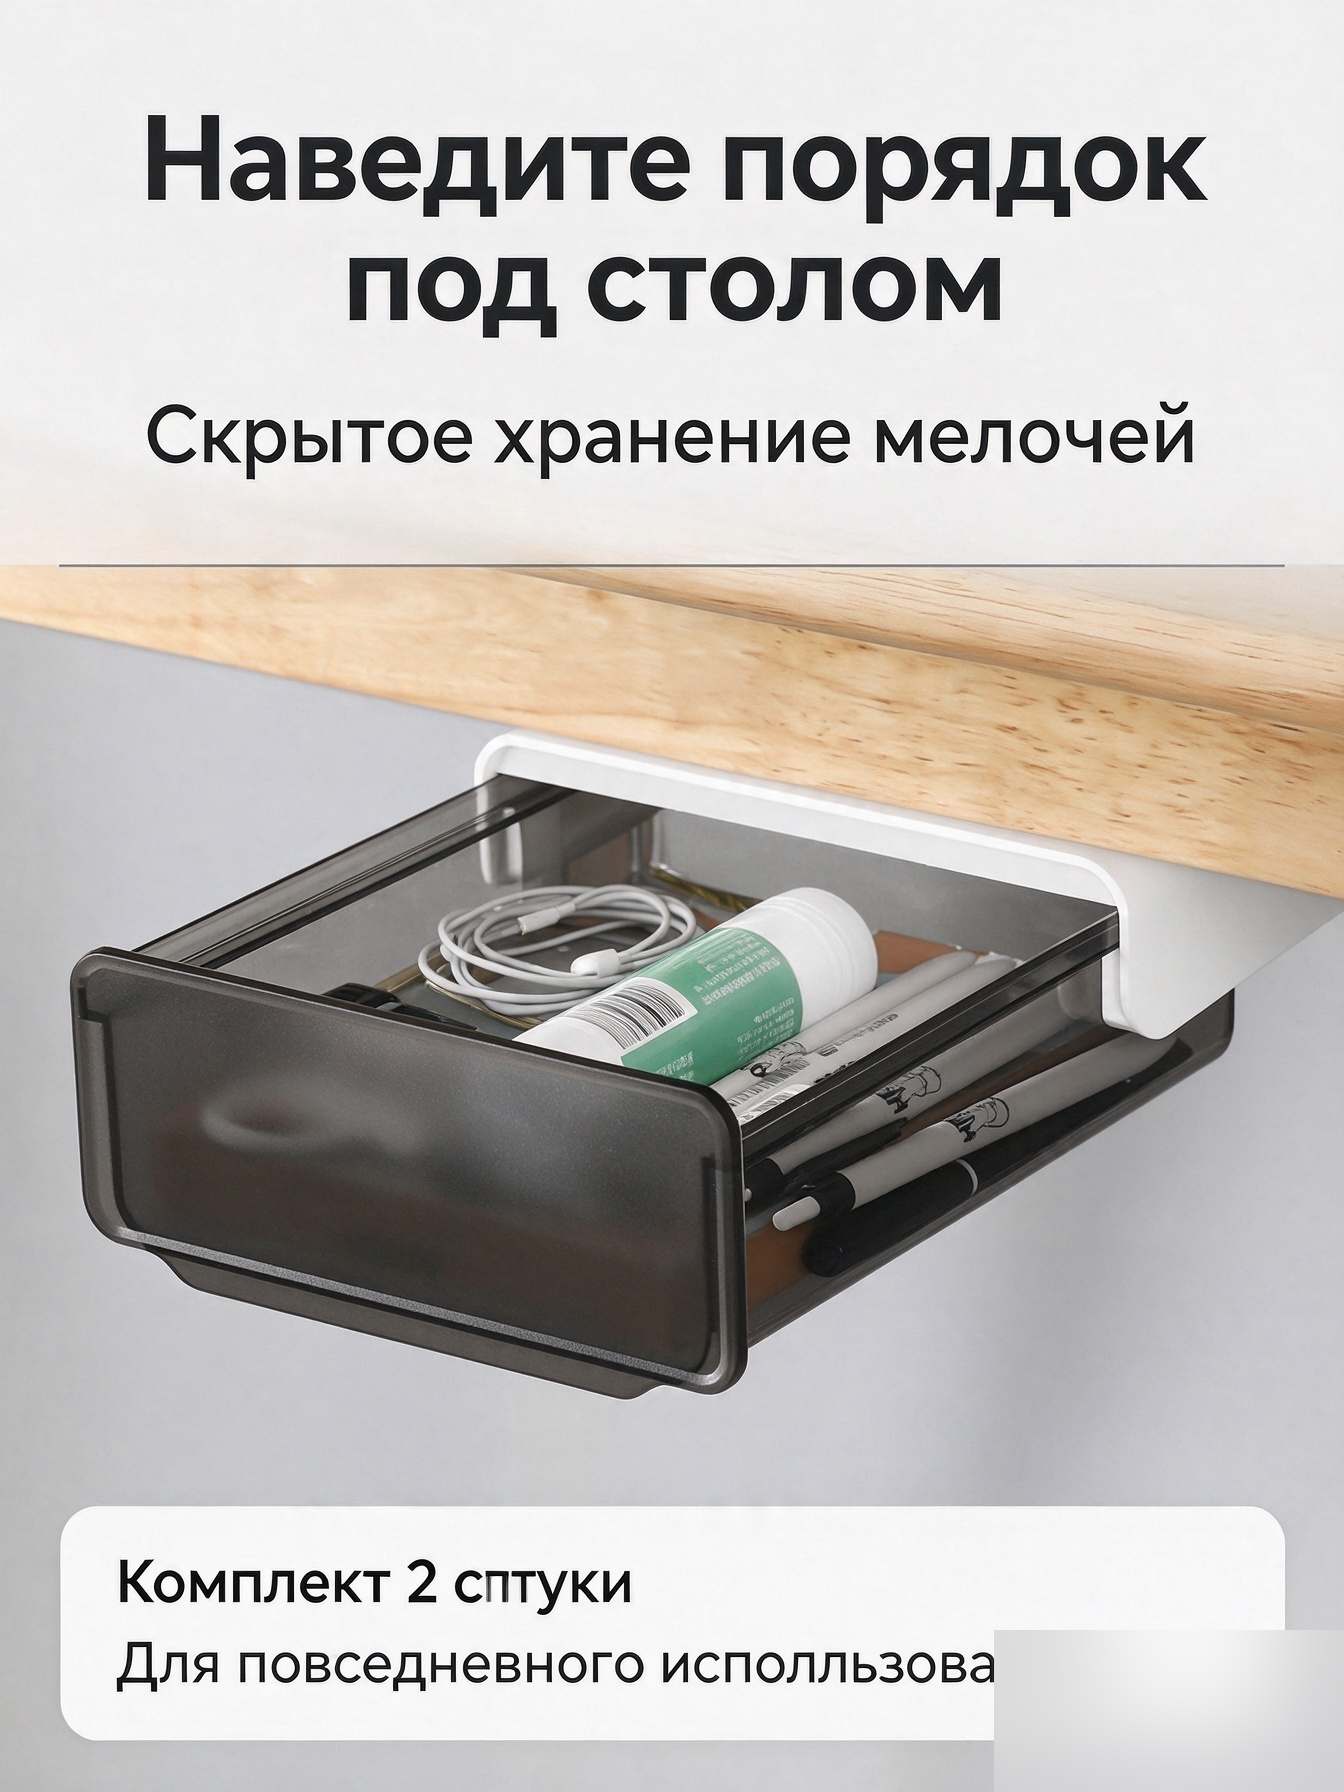 Наведите порядок
под столом
Скрытое хранение мелочей
Комплект 2 сптуки
Для повседневного исполльзова